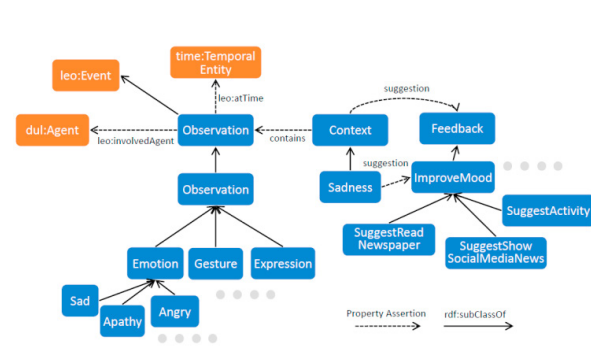 time:Temporal
Entity
leo:Event
leo:atTime
suggestion
dul:Agent
leo:involvedAgent
Observation
contains
Context
Feedback
suggestion
Observation
Sadness
ImproveMood
SuggestActivity
SuggestRead
Newspaper
SuggestShow
SocialMediaNews
Emotion
Gesture
Expression
Sad
Apathy
Angry
Property Assertion
rdf:subClassOf